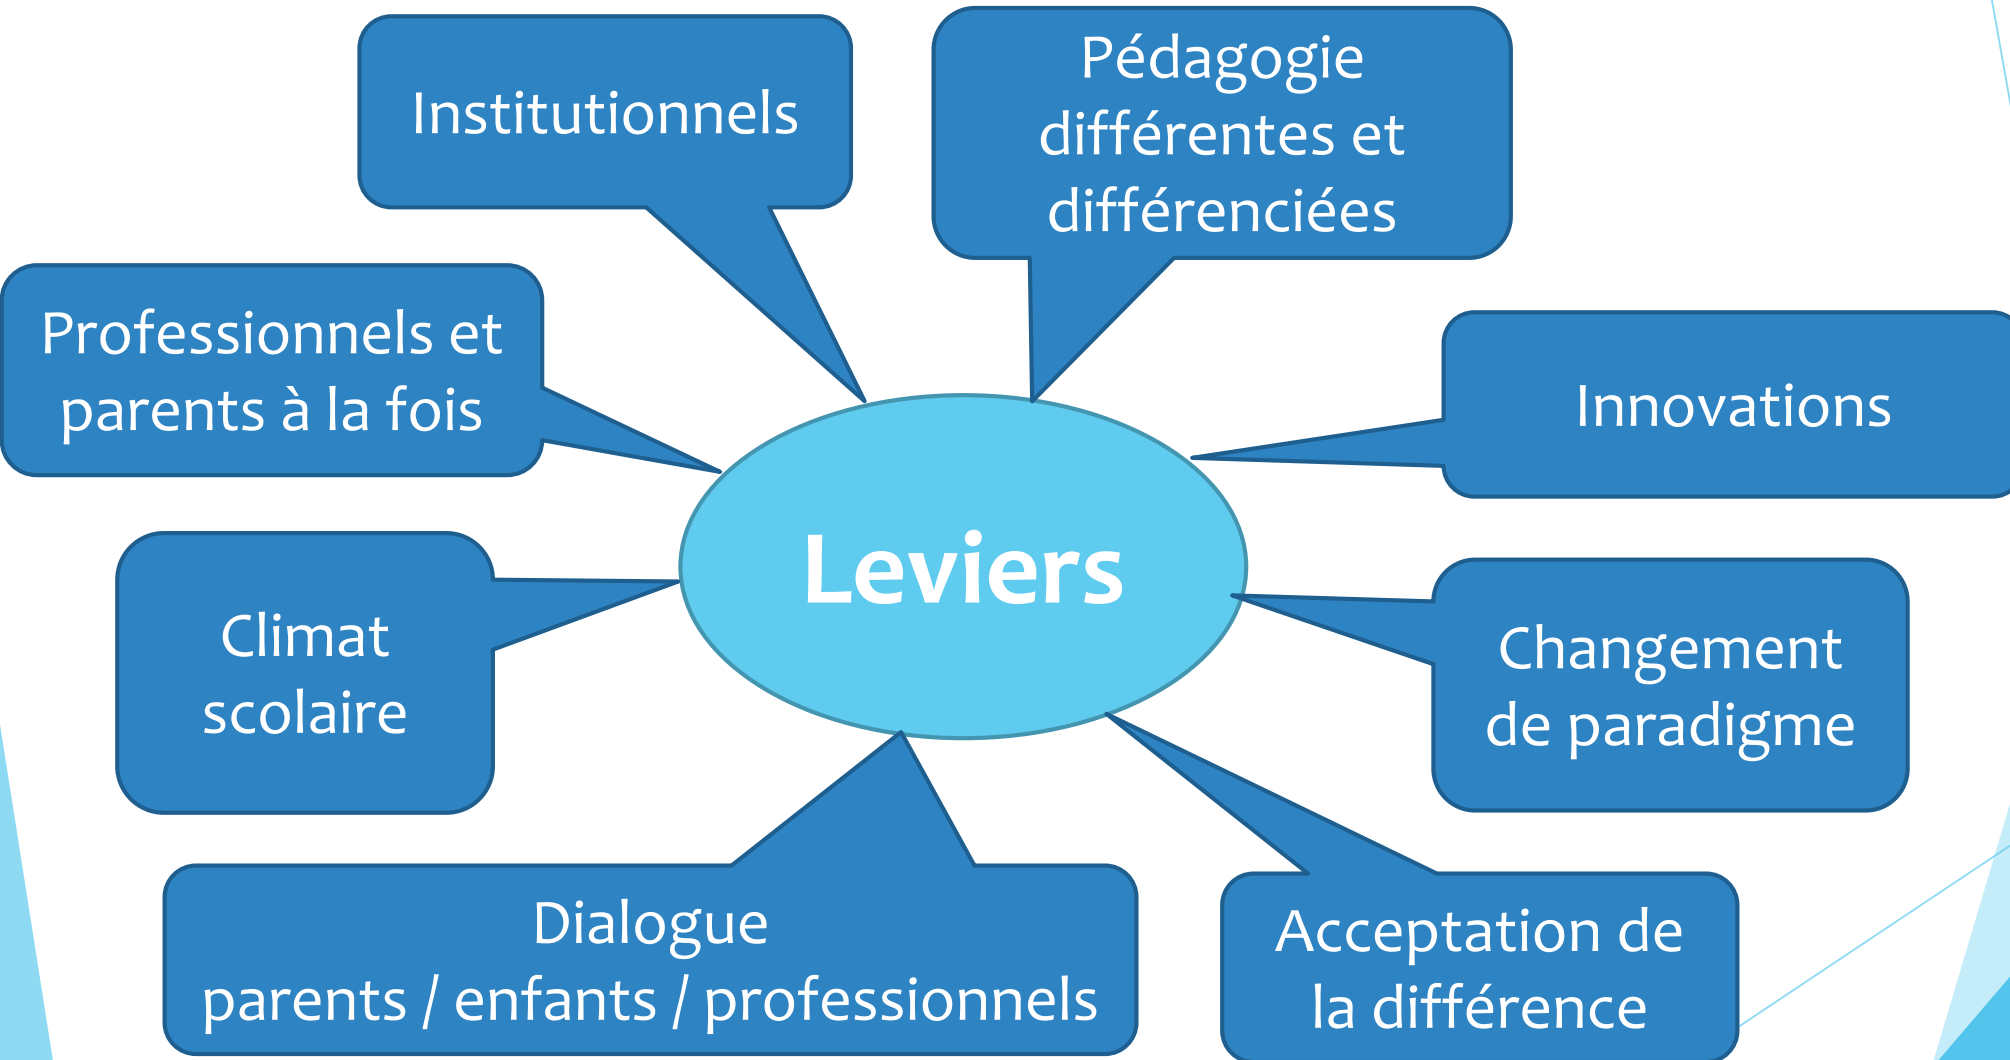 Institutionnels
Pédagogie
différentes et
différenciées
Professionnels et
parents à la fois
Innovations
Leviers
Climat
scolaire
Changement
de paradigme
Dialogue
parents / enfants / professionnels
Acceptation de
la différence